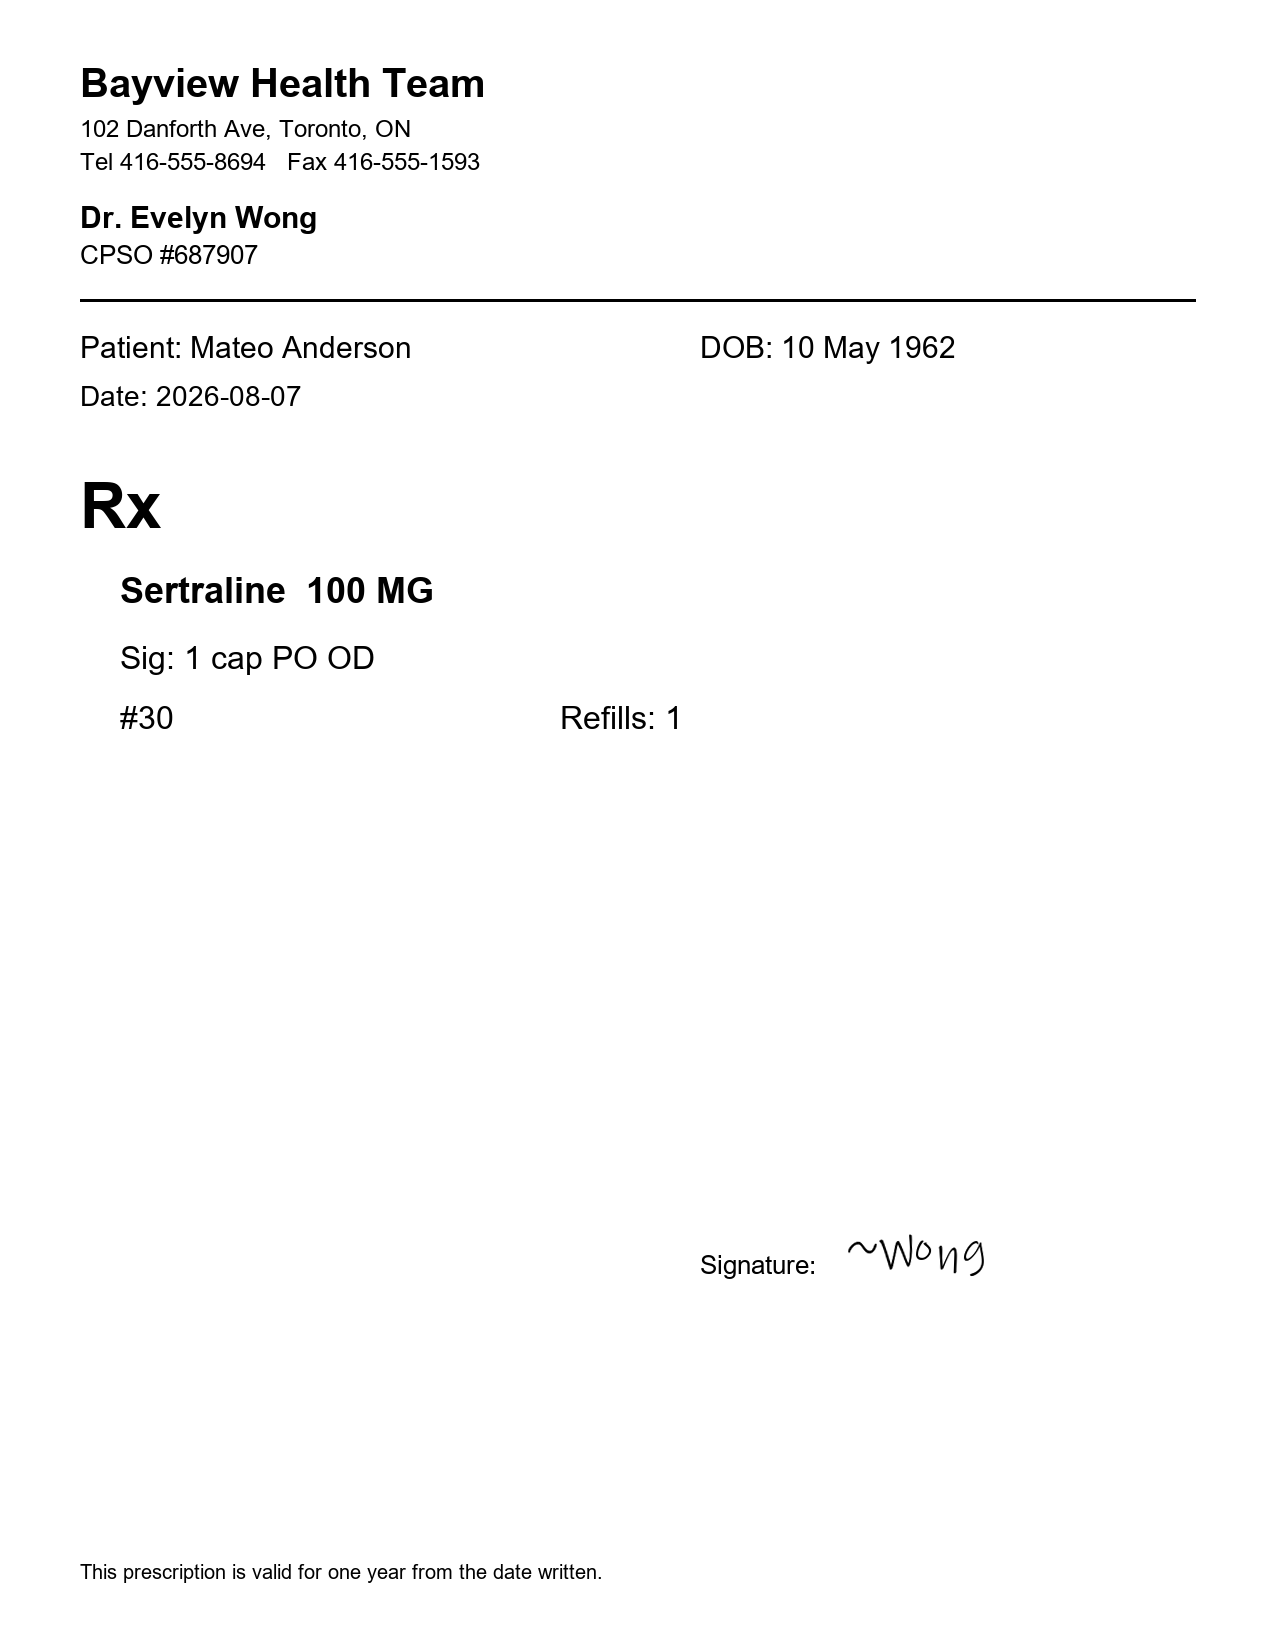 Bayview Health Team
102 Danforth Ave, Toronto, ON
Tel 416-555-8694 Fax 416-555-1593
Dr. Evelyn Wong
CPSO #687907
Patient: Mateo Anderson DOB: 10 May 1962
Date: 2026-08-07
Rx
Sertraline 100 MG
Sig: 1 cap PO OD
#30 Refills: 1
Signature: ~Wong
This prescription is valid for one year from the date written.